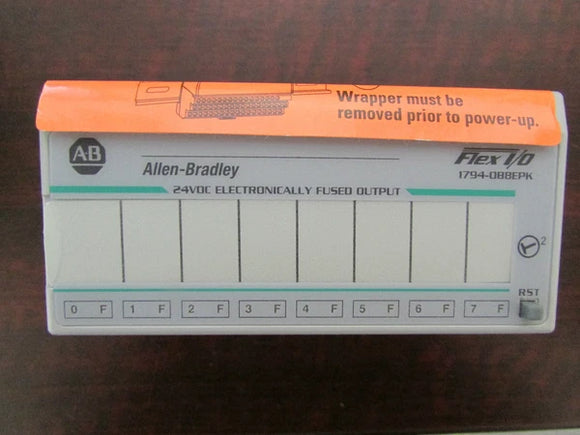 Wrapper must be
removed prior to power-up.
AB
Allen-Bradley
Flex I/O
1794-OB8EPK
24VDC ELECTRONICALLY FUSED OUTPUT
2
RST
0 F 1 F 2 F 3 F 4 F 5 F 6 F 7 F